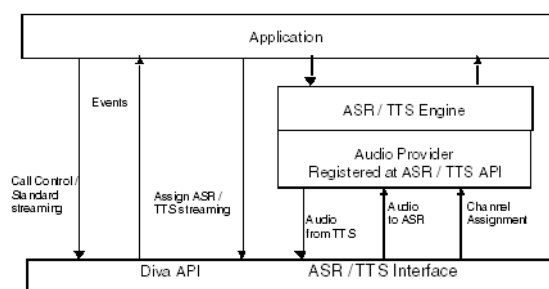 Application
Events
ASR / TTS Engine
Audio Provider
Registered at ASR / TTS API
Call Control /
Standard
streaming
Assign ASR /
TTS streaming
Audio
from TTS
Audio
to ASR
Channel
Assignment
Diva API
ASR / TTS Interface